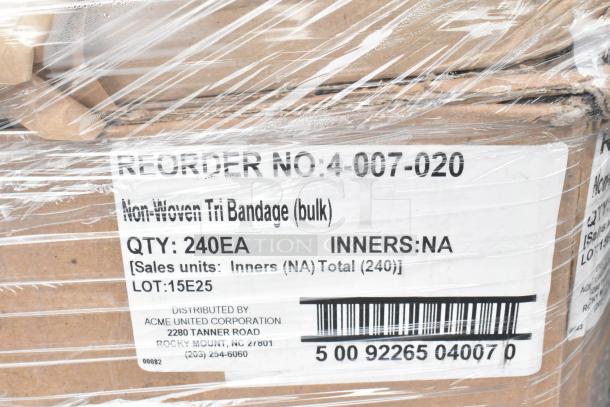 REORDER NO:4-007-020
Non-Woven Tri Bandage (bulk)
QTY: 240EA INNERS:NA
[Sales units: Inners (NA) Total (240)]
LOT:15E25
DISTRIBUTED BY
ACME UNITED CORPORATION
2280 TANNER ROAD
ROCKY MOUNT, NC 27801
(203) 254-6060
00082
5 00 92265 04007 0